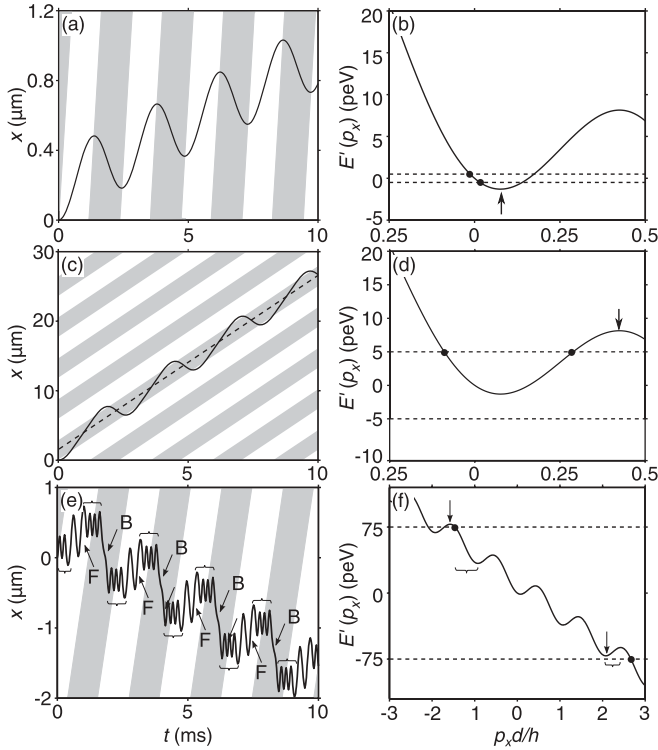 (a)
x (μm)
1.2
0.8
0.4
0
0 5 10
(b)
E'(pₓ) (peV)
20
15
10
5
0
-5
0.25 0 0.25 0.5
(c)
x (μm)
30
20
10
0
0 5 10
(d)
E'(pₓ) (peV)
20
15
10
5
0
-5
-10
0.25 0 0.25 0.5
(e)
x (μm)
0
-1
-2
F B F B F B F B
0 5 10
t (ms)
(f)
E'(pₓ) (peV)
75
0
-75
-3 -2 -1 0 1 2 3
pₓd/h